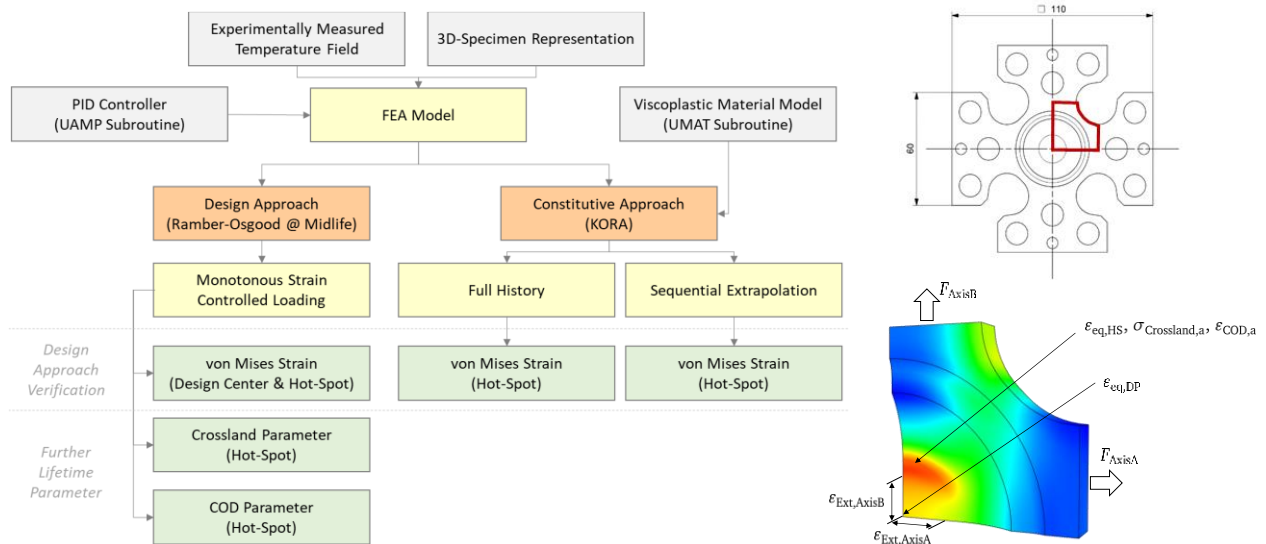 Experimentally Measured
Temperature Field
3D-Specimen Representation
PID Controller
(UAMP Subroutine)
FEA Model
Viscoplastic Material Model
(UMAT Subroutine)
Design Approach
(Ramber-Osgood @ Midlife)
Constitutive Approach
(KORA)
Monotonous Strain
Controlled Loading
Full History
Sequential Extrapolation
Design
Approach
Verification
von Mises Strain
(Design Center & Hot-Spot)
von Mises Strain
(Hot-Spot)
von Mises Strain
(Hot-Spot)
Further
Lifetime
Parameter
Crossland Parameter
(Hot-Spot)
COD Parameter
(Hot-Spot)
□ 110
60
F_AxisB
ε_eq,HS, σ_Crossland,a, ε_COD,a
ε_eq,DP
F_AxisA
ε_Ext,AxisB
ε_Ext,AxisA